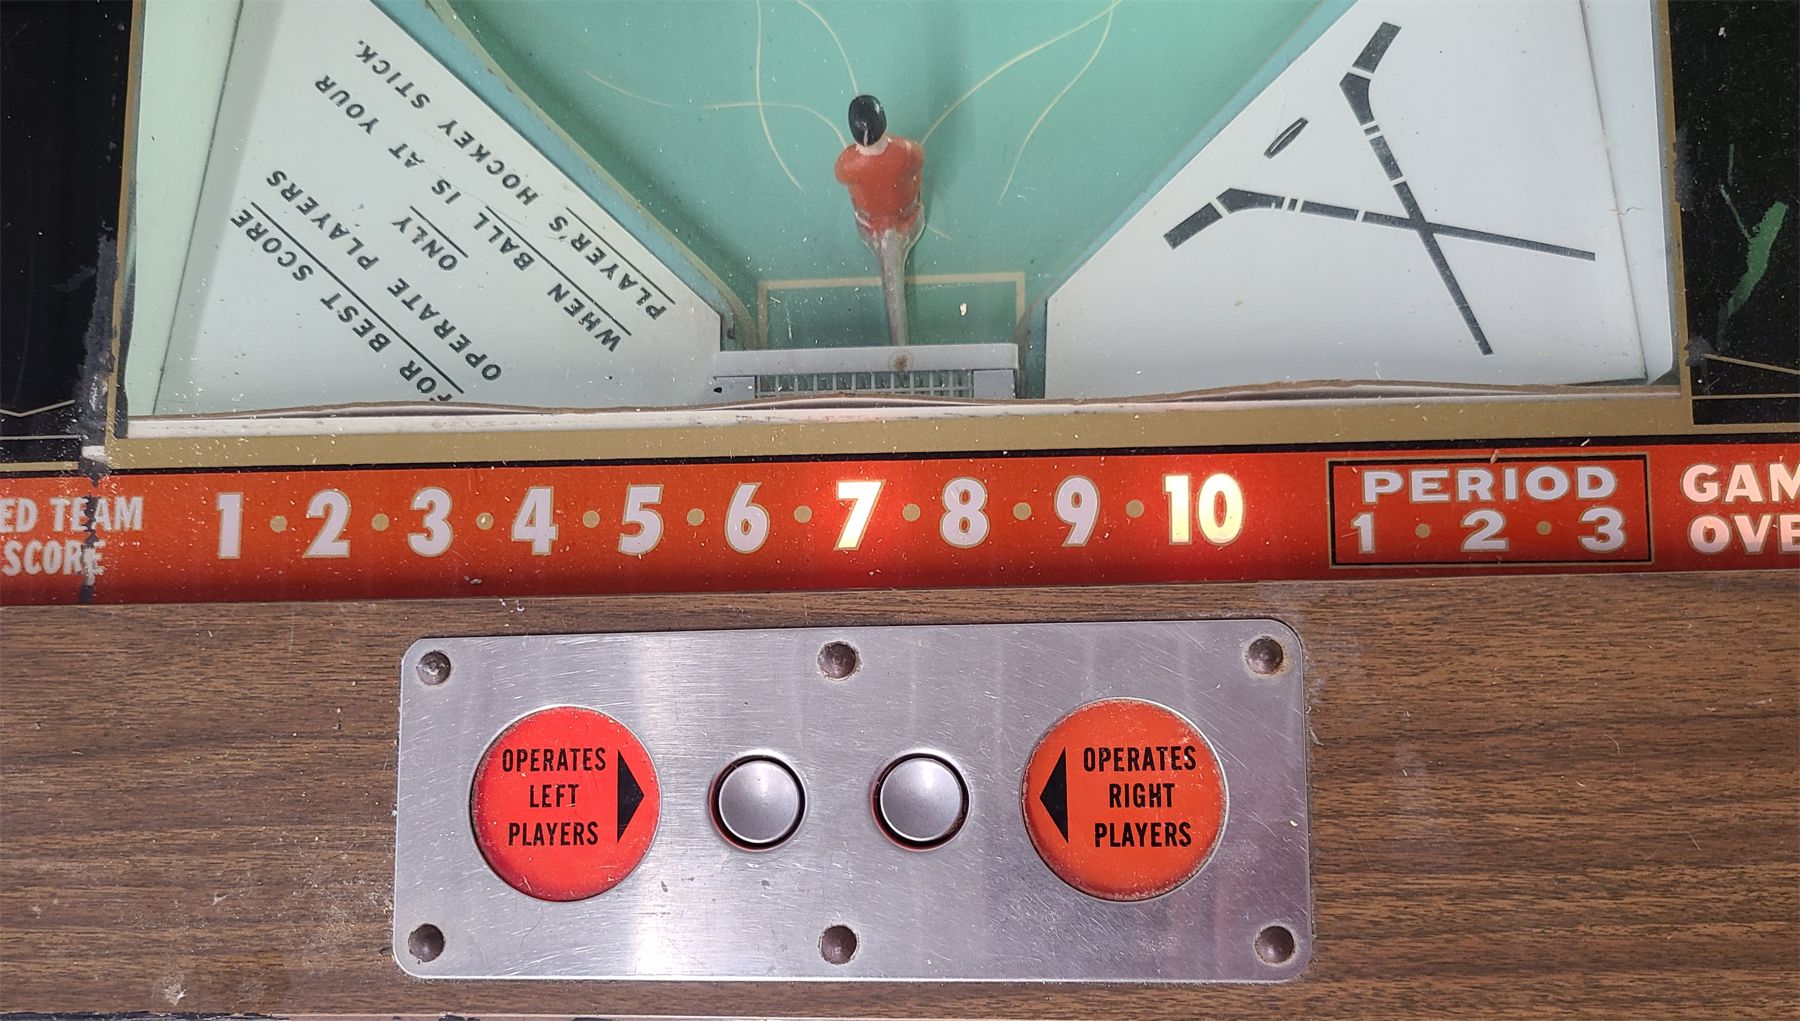 FOR BEST SCORE
OPERATE PLAYERS
ONLY
WHEN BALL IS AT YOUR
PLAYER'S HOCKEY STICK.
ED TEAM
SCORE
1 · 2 · 3 · 4 · 5 · 6 · 7 · 8 · 9 · 10
PERIOD
1 · 2 · 3
GAM
OVE
OPERATES
LEFT
PLAYERS
OPERATES
RIGHT
PLAYERS